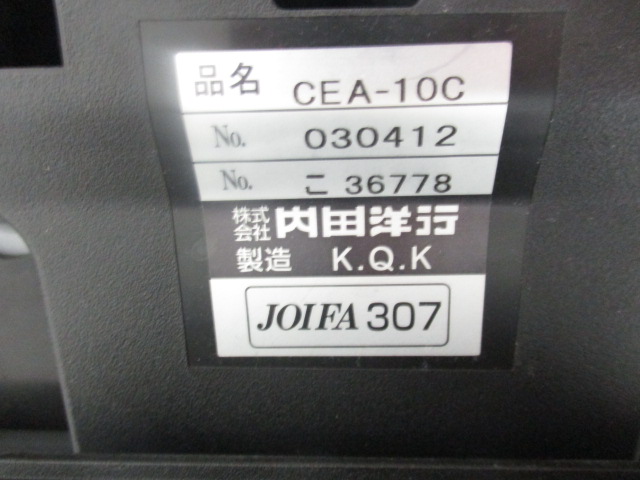 品名 CEA-10C
No. 030412
No. こ 36778
株式会社 内田洋行
製造 K.Q.K
JOIFA 307